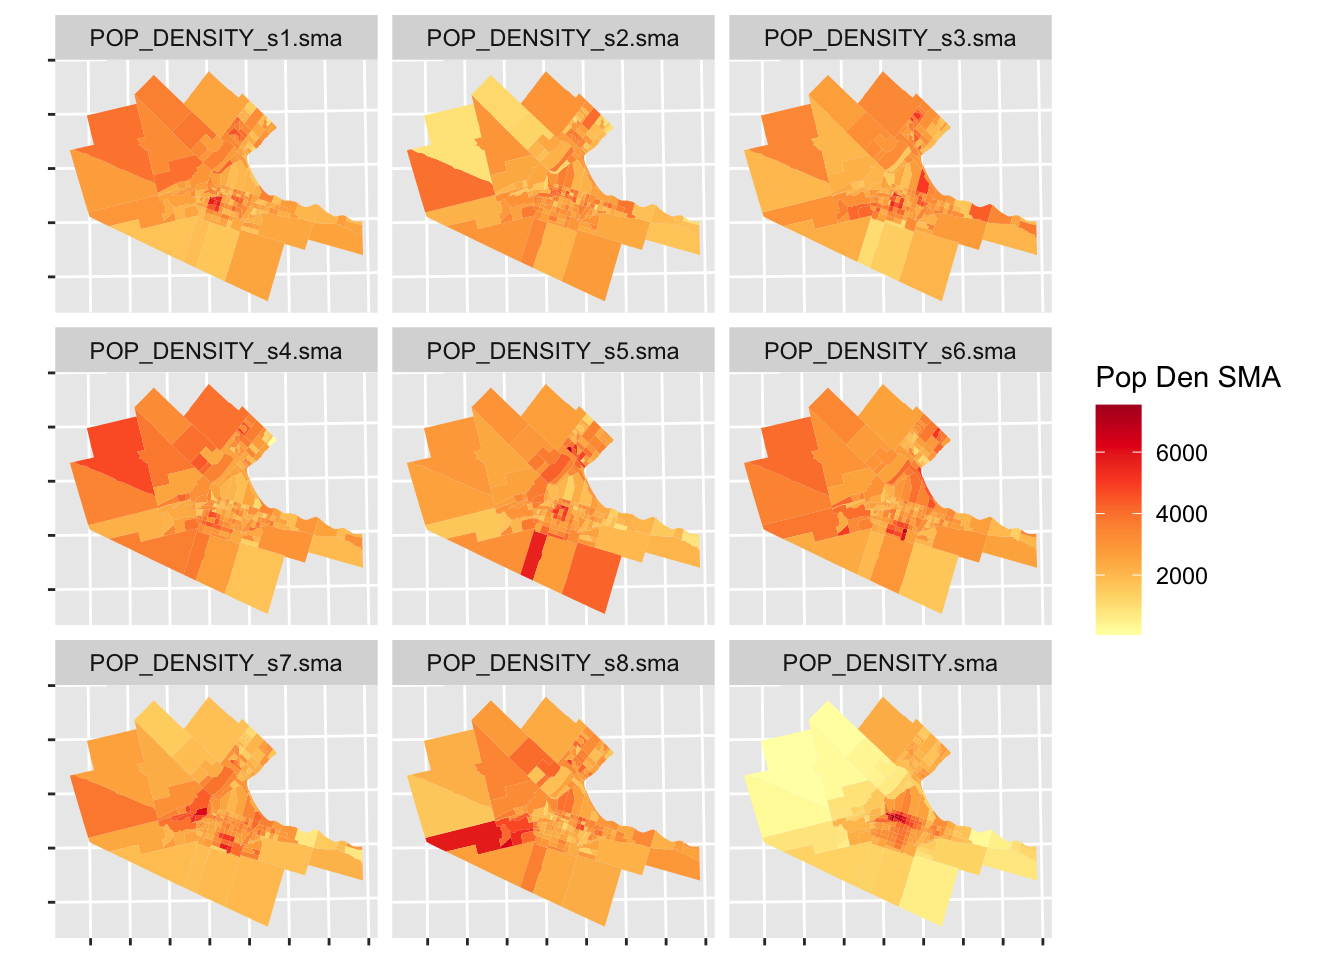 POP_DENSITY_s1.sma
POP_DENSITY_s2.sma
POP_DENSITY_s3.sma
POP_DENSITY_s4.sma
POP_DENSITY_s5.sma
POP_DENSITY_s6.sma
POP_DENSITY_s7.sma
POP_DENSITY_s8.sma
POP_DENSITY.sma
Pop Den SMA
6000
4000
2000